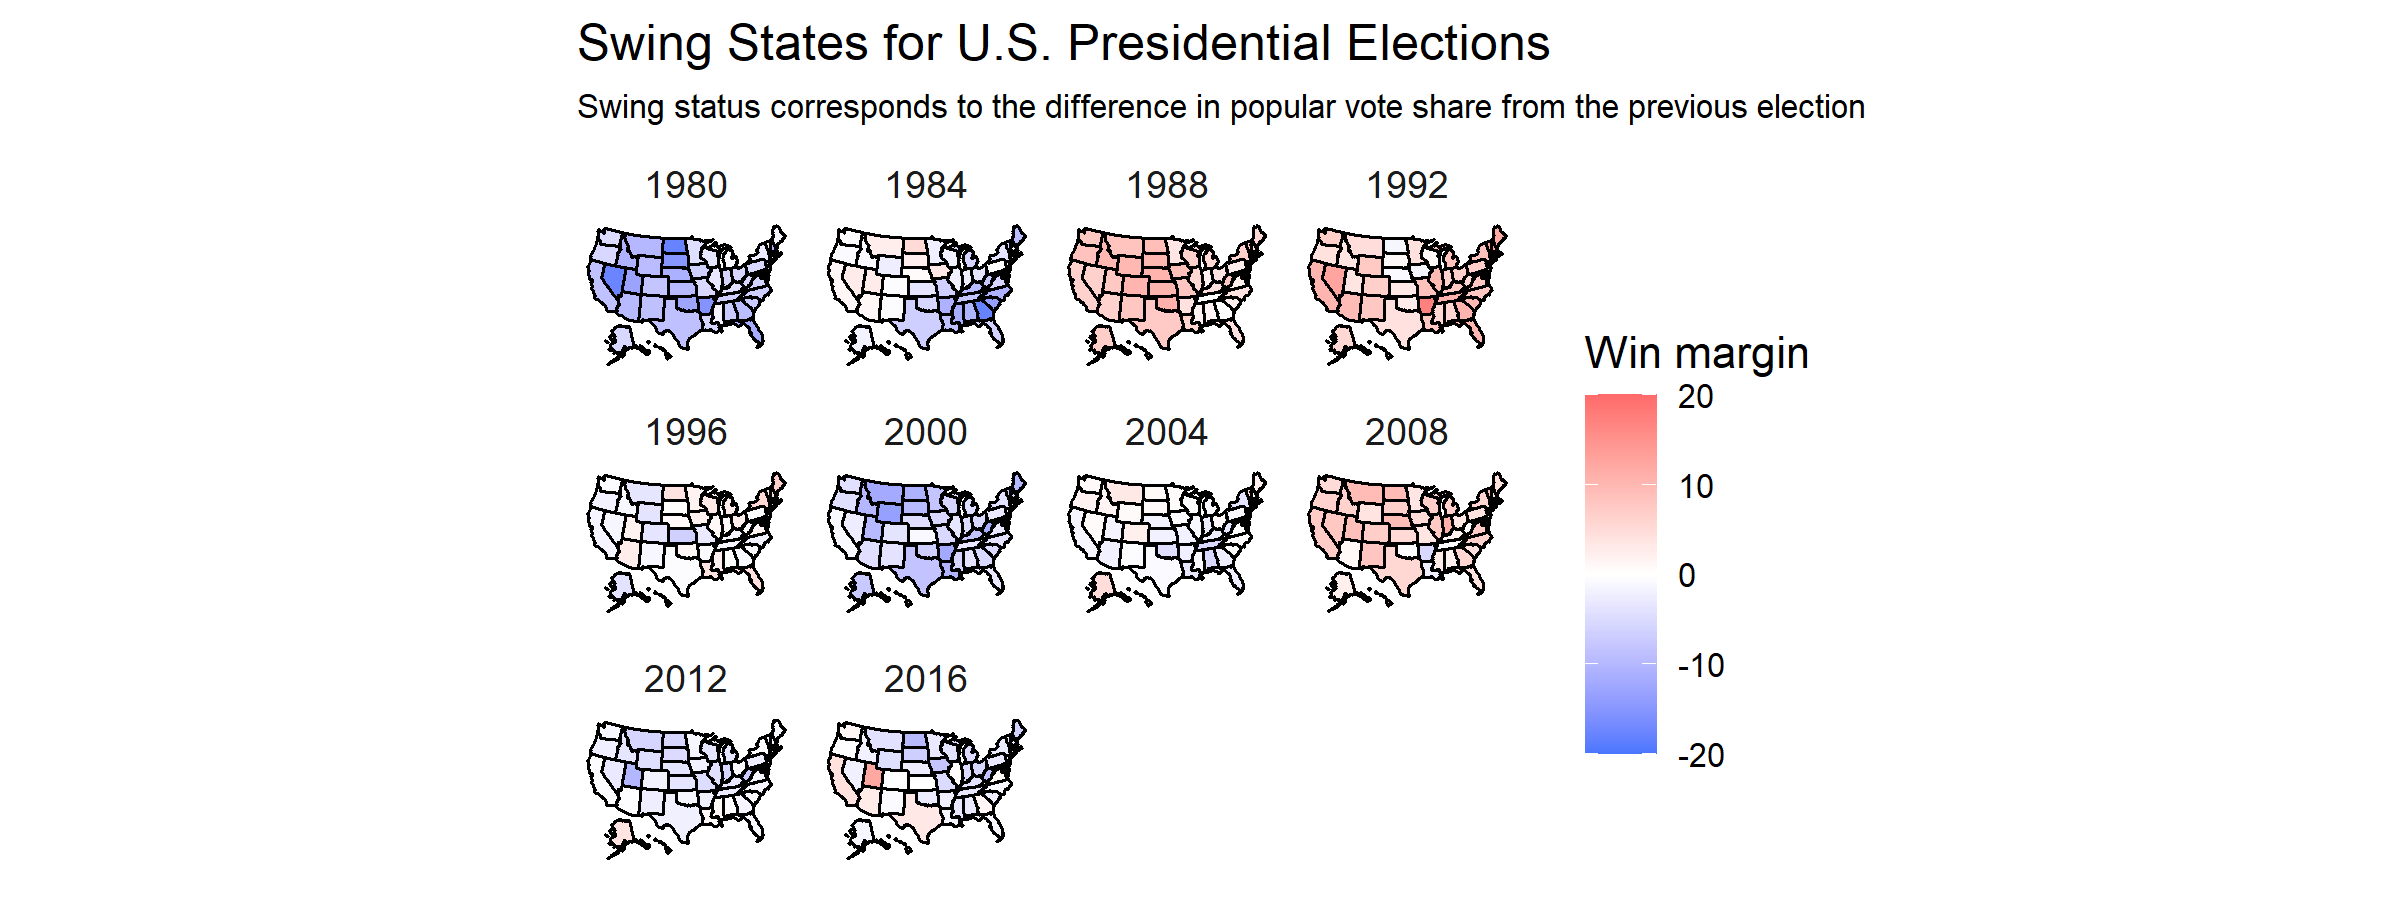 Swing States for U.S. Presidential Elections
Swing status corresponds to the difference in popular vote share from the previous election
1980 1984 1988 1992
1996 2000 2004 2008
2012 2016
Win margin
20
10
0
-10
-20